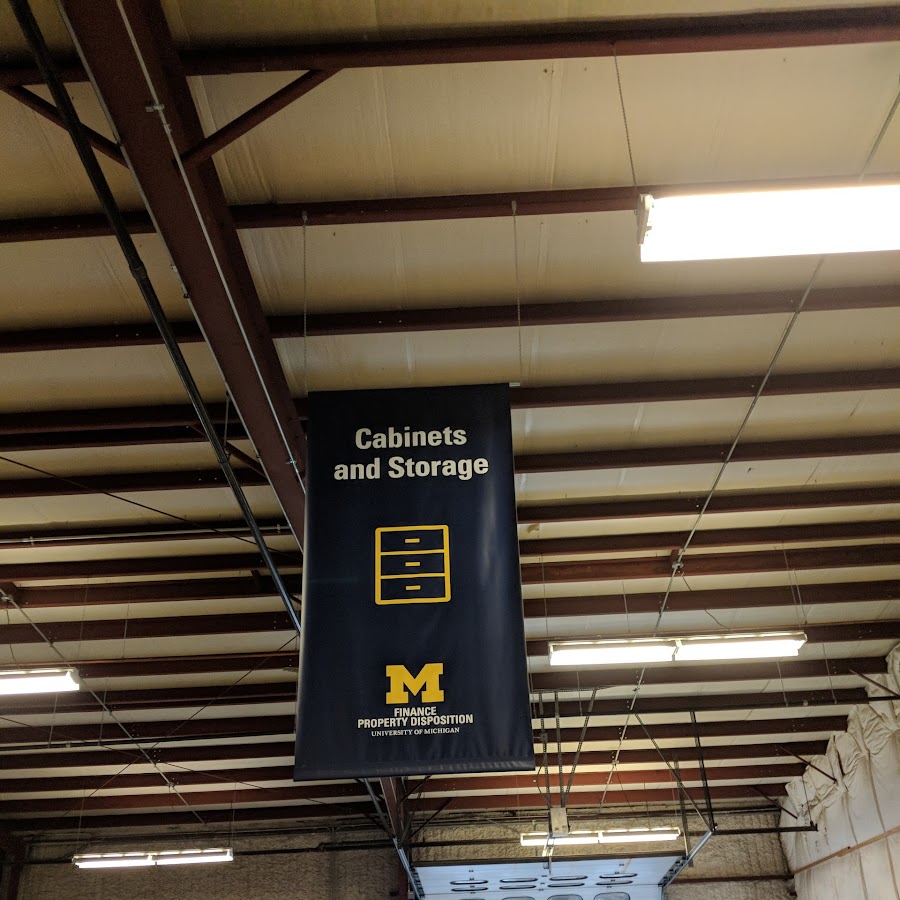 Cabinets
and Storage
M
FINANCE
PROPERTY DISPOSITION
UNIVERSITY OF MICHIGAN